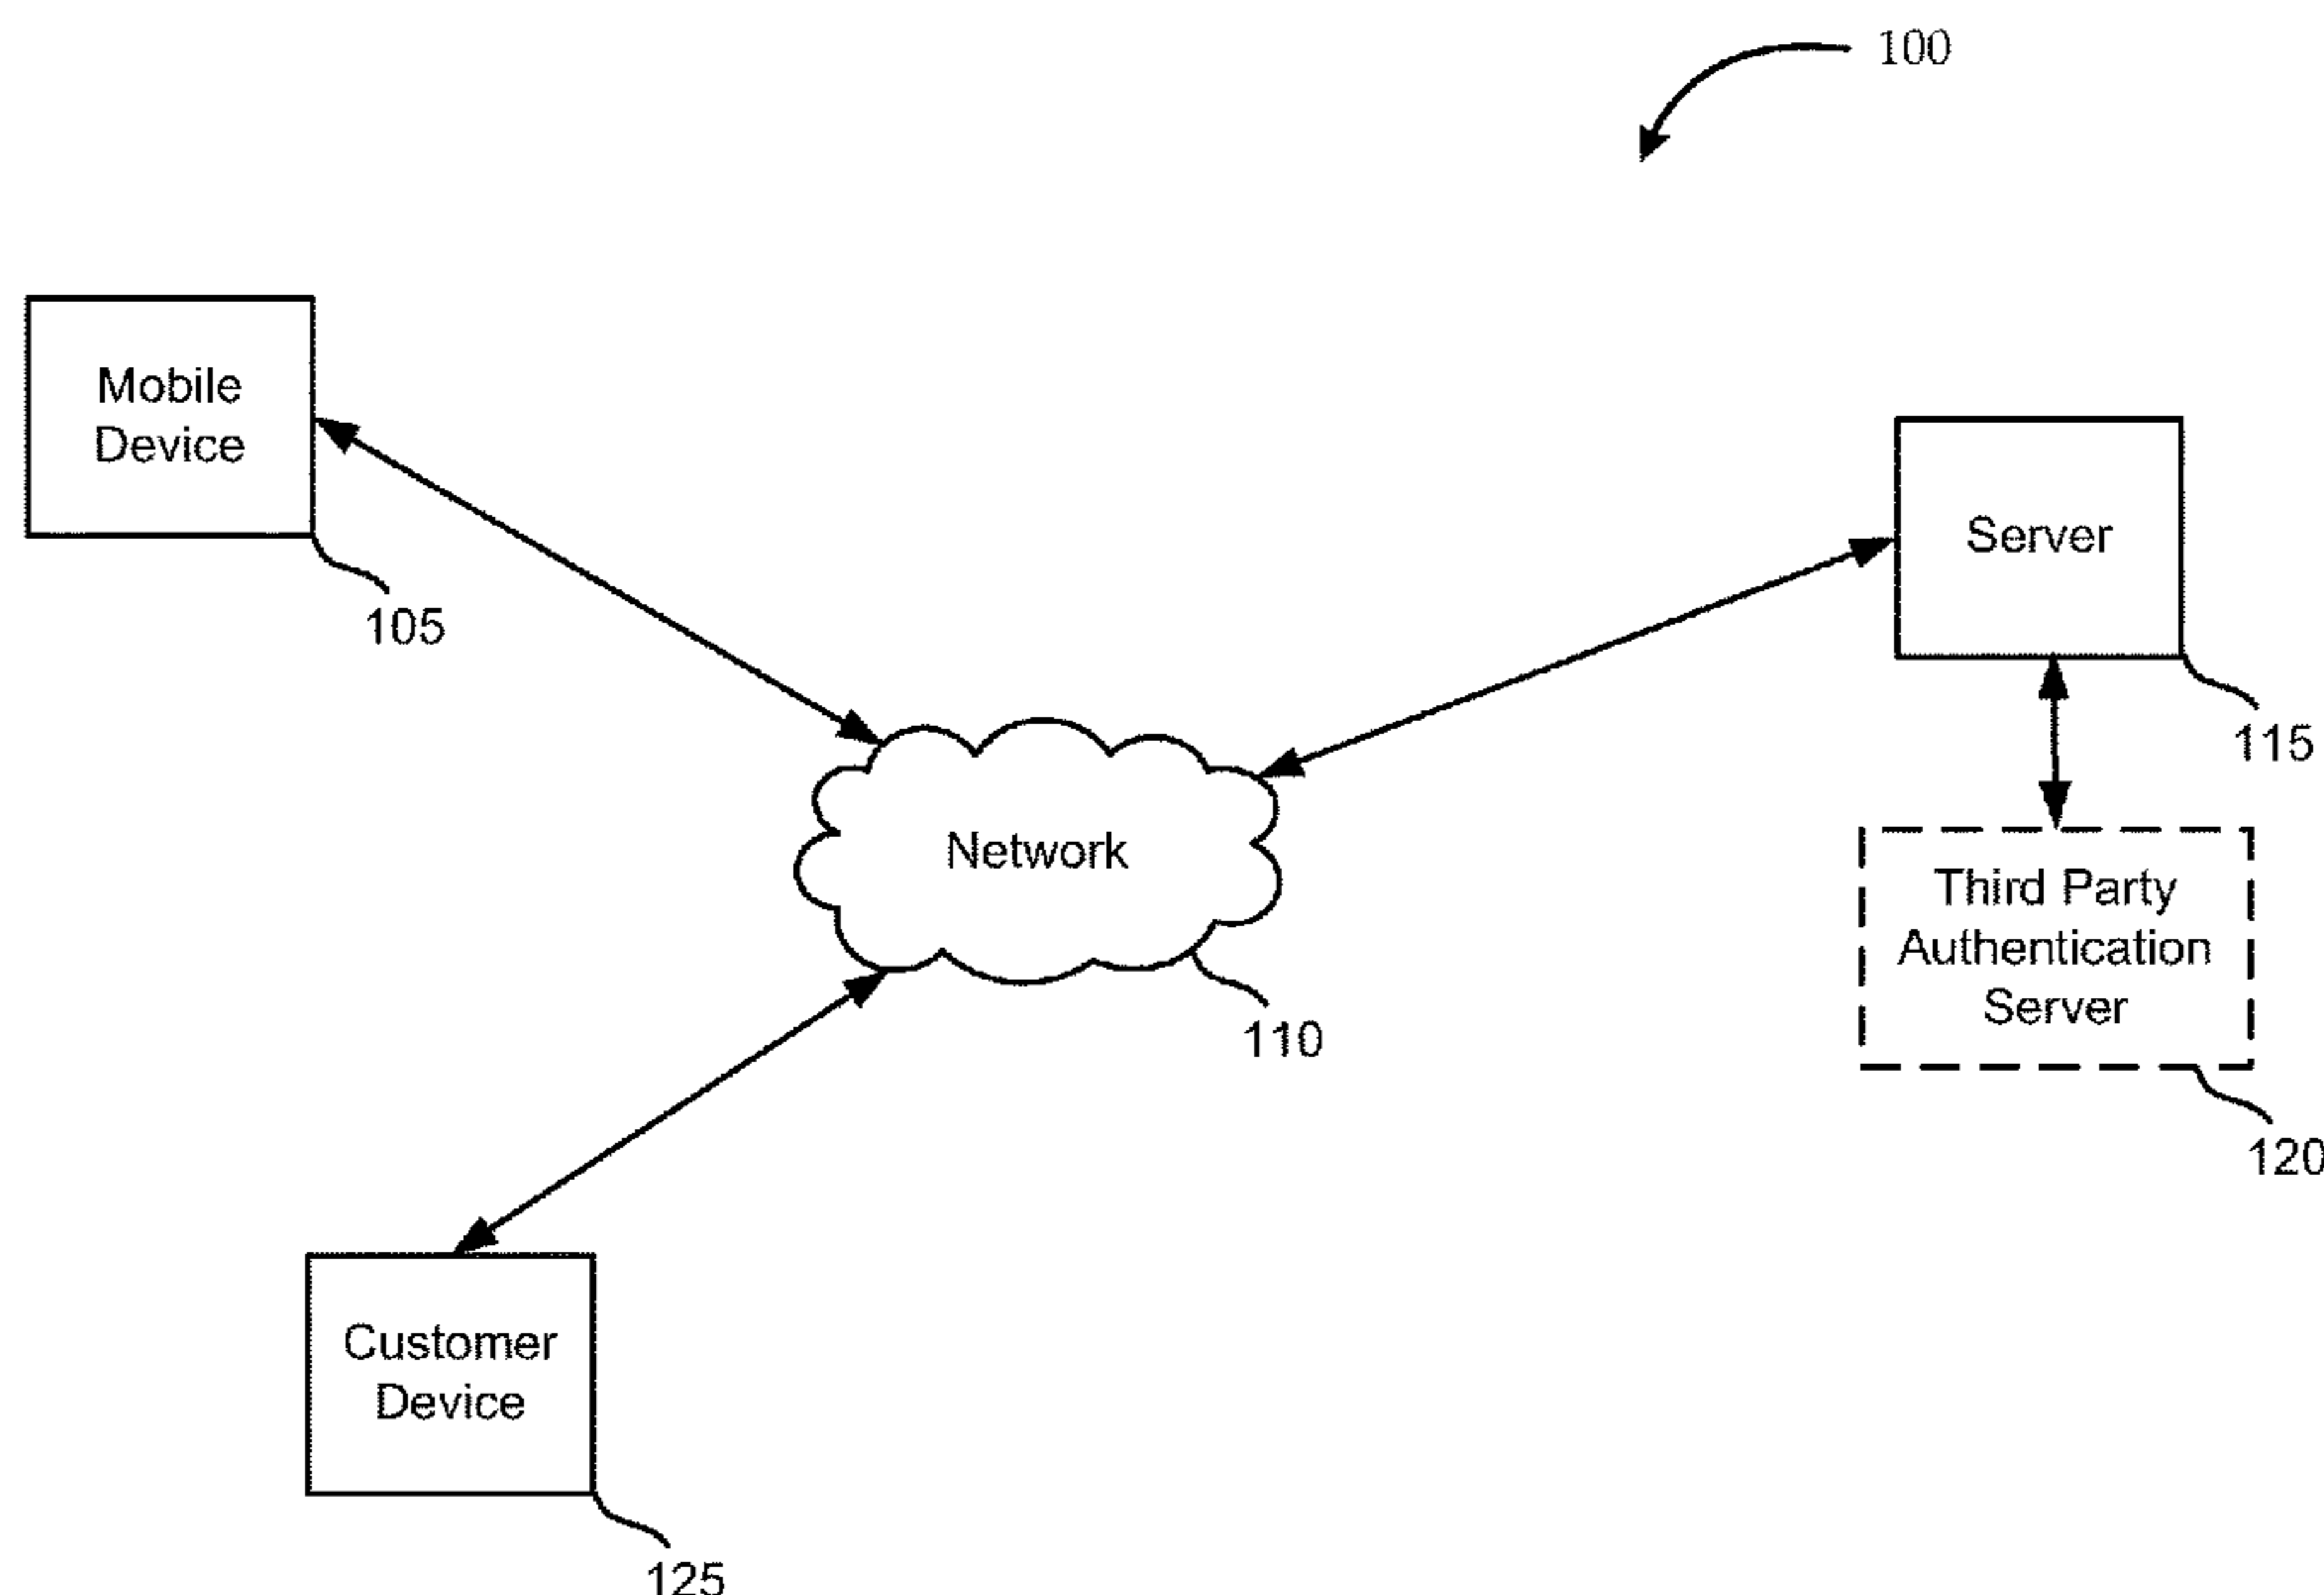 100
Mobile
Device
105
Server
115
Network
110
Third Party
Authentication
Server
120
Customer
Device
125